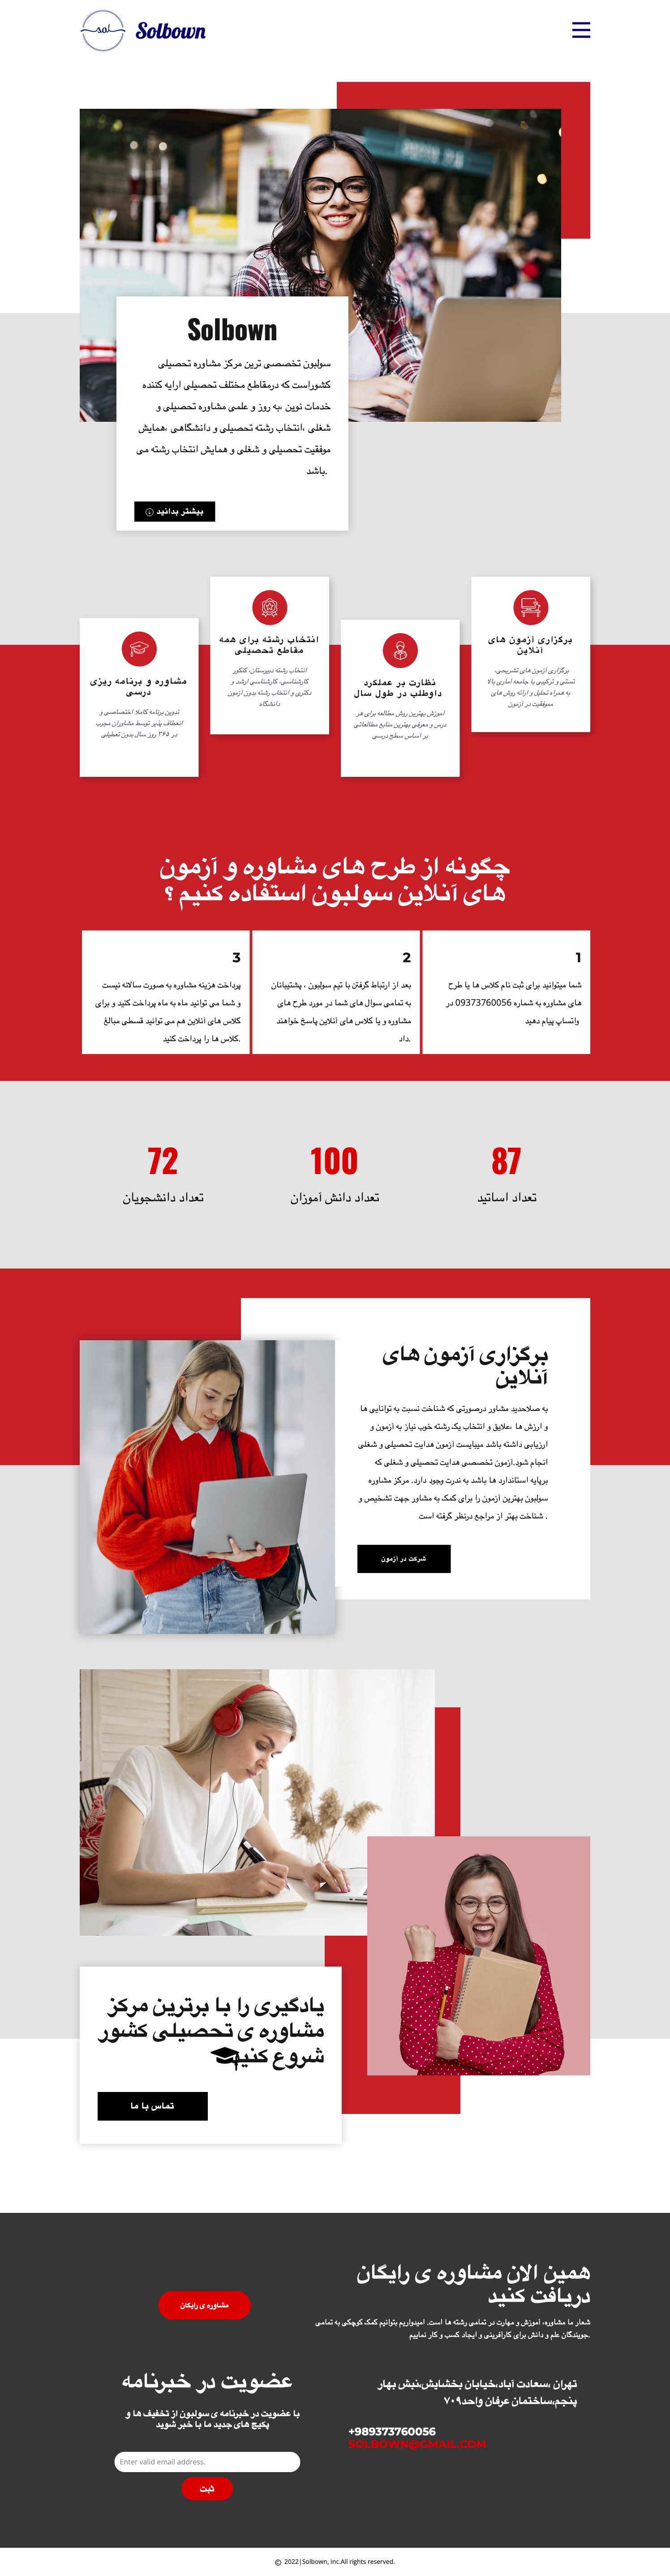 sol
Solbown
Solbown
سولبون تخصصی ترین مرکز مشاوره تحصیلی
کشوراست که درمقاطع مختلف تحصیلی ارایه کننده
خدمات نوین ،به روز و علمی مشاوره تحصیلی و
شغلی ،انتخاب رشته تحصیلی و دانشگاهی ،همایش
موفقیت تحصیلی و شغلی و همایش انتخاب رشته می
.باشد
بیشتر بدانید
برگزاری آزمون های
آنلاین
برگزاری ازمون های تشریحی،
تستی و ترکیبی با جامعه اماری بالا
به همراه تحلیل و ارائه روش های
مووفقیت در ازمون
نظارت بر عملکرد
داوطلب در طول سال
اموزش بهترین روش مطالعه برای هر
درس و معرفی بهترین منابع مطالعاتی
بر اساس سطح درسی
انتخاب رشته برای همه
مقاطع تحصیلی
انتخاب رشته دبیرستان، کنکور
کارشناسی، کارشناسی ارشد و
دکتری و انتخاب رشته بدون ازمون
دانشگاه
مشاوره و برنامه ریزی
درسی
تدوین برنامه کاملا اختصاصی و
انعطاف پذیر توسط مشاوران مجرب
در ۳۶۵ روز سال بدون تعطیلی
چگونه از طرح های مشاوره و آزمون
های آنلاین سولبون استفاده کنیم ؟
1
شما میتوانید برای ثبت نام کلاس ها یا طرح
های مشاوره به شماره 09373760056 در
واتساپ پیام دهید
2
بعد از ارتباط گرفتن با تیم سولبون ، پشتیبانان
به تمامی سوال های شما در مورد طرح های
مشاوره و یا کلاس های آنلاین پاسخ خواهند
.داد
3
پرداخت هزینه مشاوره به صورت سالانه نیست
و شما می توانید ماه به ماه پرداخت کنید و برای
کلاس های آنلاین هم می توانید قسطی مبالغ
.کلاس ها را پرداخت کنید
87
تعداد اساتید
100
تعداد دانش آموزان
72
تعداد دانشجویان
برگزاری آزمون های
آنلاین
به صلاحدید مشاور درصورتی که شناخت نسبت به توانایی ها
و ارزش ها ،علایق و انتخاب یک رشته خوب نیاز به آزمون و
ارزیابی داشته باشد میبایست آزمون هدایت تحصیلی و شغلی
انجام شود.ازمون تخصصی هدایت تحصیلی و شغلی که
برپایه استاندارد ها باشد به ندرت وجود دارد. مرکز مشاوره
سولبون بهترین آزمون را برای کمک به مشاور جهت تشخیص و
. شناخت بهتر از مراجع درنظر گرفته است
شرکت در آزمون
یادگیری را با برترین مرکز
مشاوره ی تحصیلی کشور
شروع کنید
تماس با ما
همین الان مشاوره ی رایگان
دریافت کنید
شعار ما مشاوره، آموزش و مهارت در تمامی رشته ها است. امیدواریم بتوانیم کمک کوچکی به تمامی
.جویندگان علم و دانش برای کارافرینی و ایجاد کسب و کار نماییم
مشاوره ی رایگان
تهران ،سعادت آباد،خیابان بخشایش،نبش بهار
پنجم،ساختمان عرفان واحد۷۰۹
+989373760056
SOLBOWN@GMAIL.COM
عضویت در خبرنامه
با عضویت در خبرنامه ی سولبون از تخفیف ها و
پکیج های جدید ما با خبر شوید
Enter valid email address.
ثبت
© 2022|Solbown, inc.All rights reserved.